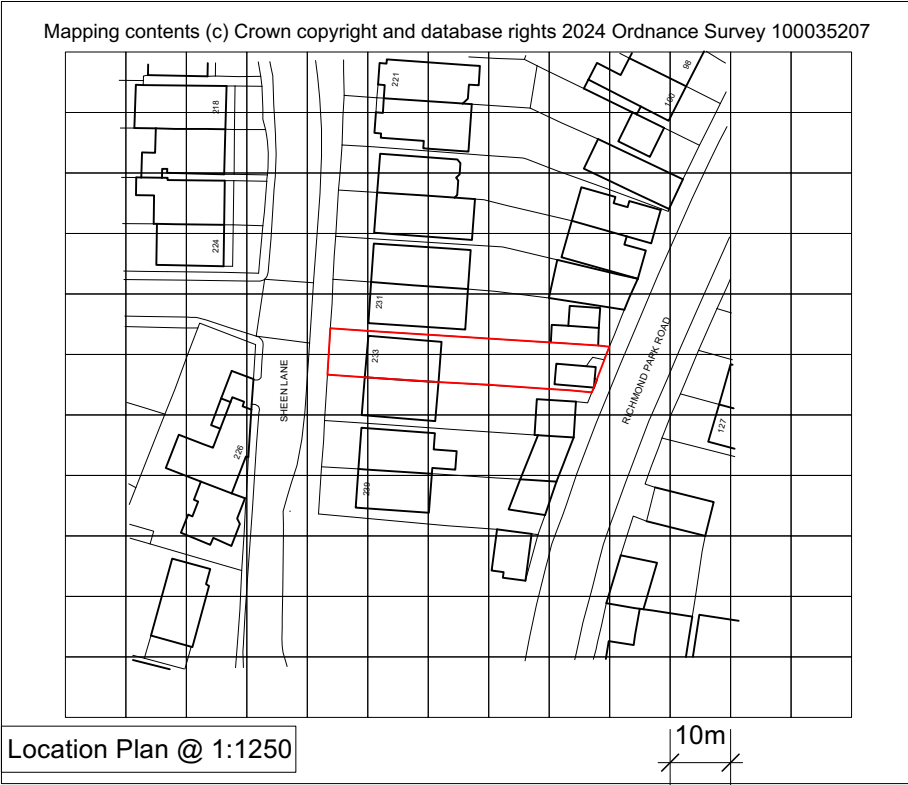 Mapping contents (c) Crown copyright and database rights 2024 Ordnance Survey 100035207
98
221
100
218
224
231
RICHMOND PARK ROAD
233
SHEEN LANE
127
226
239
Location Plan @ 1:1250
10m